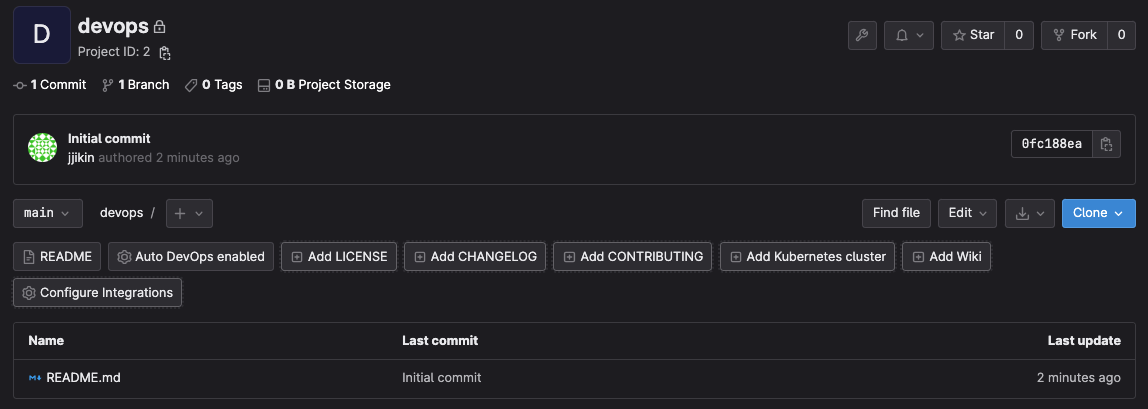 D
devops
Project ID: 2
Star 0
Fork 0
1 Commit 1 Branch 0 Tags 0 B Project Storage
Initial commit
jjikin authored 2 minutes ago
0fc188ea
main devops / + Find file Edit Clone
README Auto DevOps enabled Add LICENSE Add CHANGELOG Add CONTRIBUTING Add Kubernetes cluster Add Wiki
Configure Integrations
Name Last commit Last update
README.md Initial commit 2 minutes ago